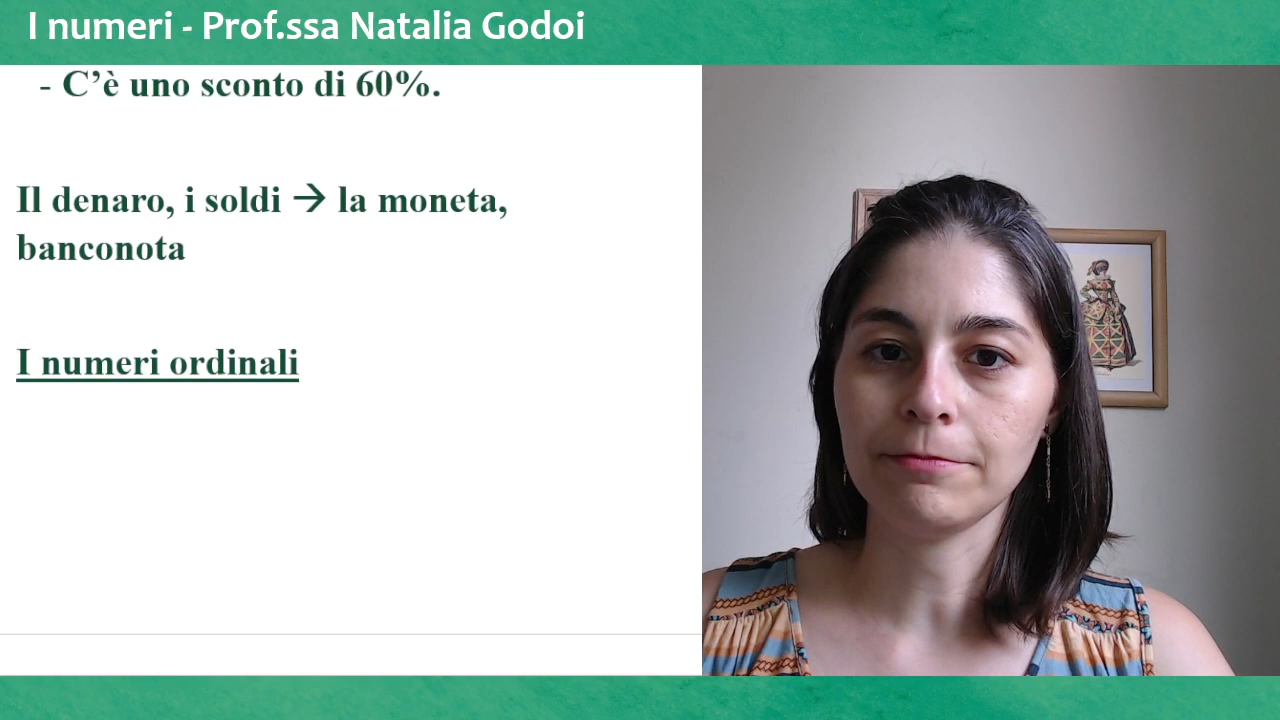 I numeri - Prof.ssa Natalia Godoi
- C’è uno sconto di 60%.
Il denaro, i soldi → la moneta,
banconota
I numeri ordinali